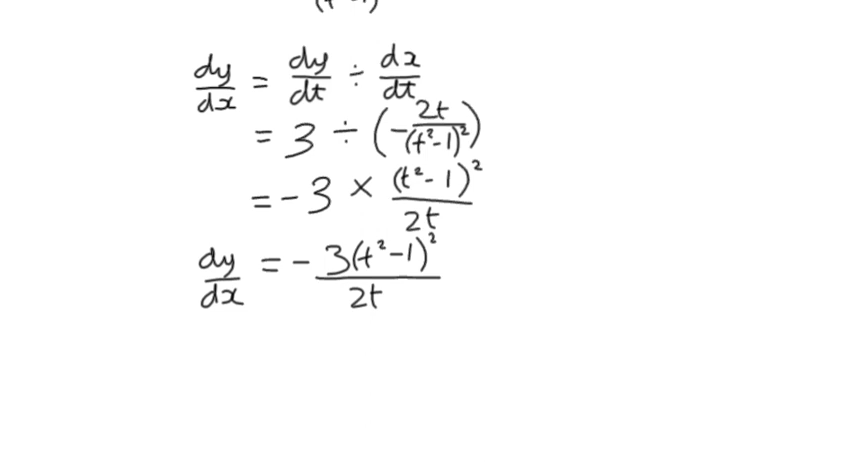 dy/dx = dy/dt ÷ dx/dt
= 3 ÷ (-2t/(t²-1)²)
= -3 × (t²-1)²/2t
dy/dx = -3(t²-1)²/2t